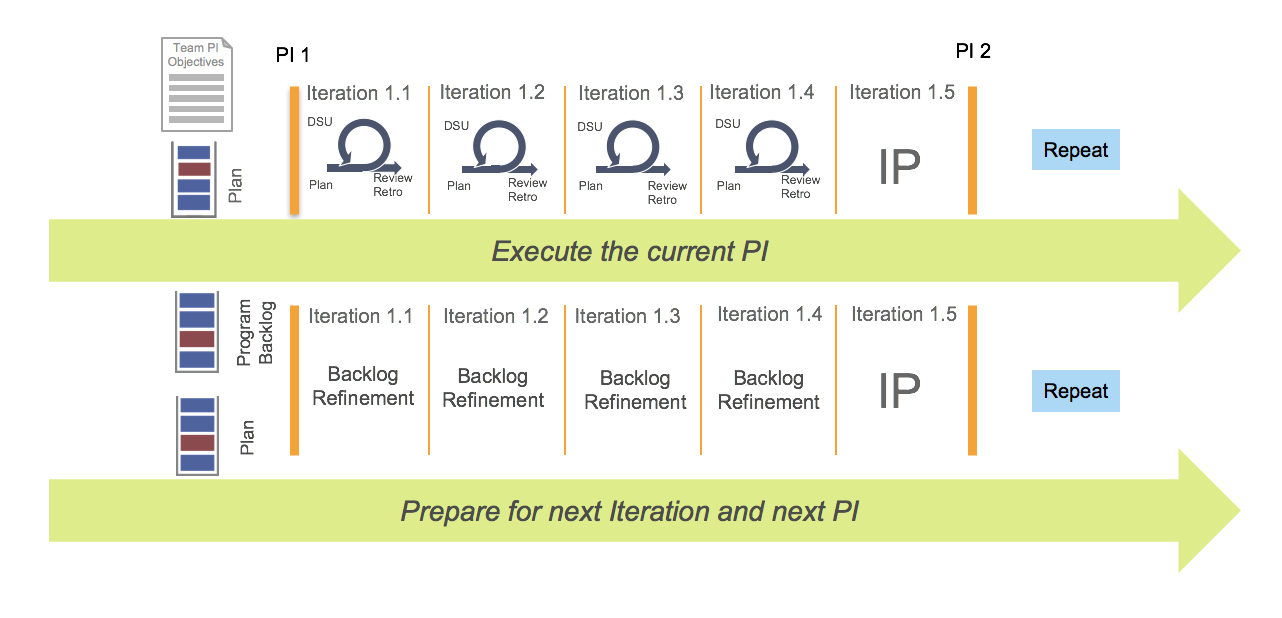 Team PI
Objectives
PI 1
PI 2
Iteration 1.1
Iteration 1.2
Iteration 1.3
Iteration 1.4
Iteration 1.5
DSU
Plan
Review
Retro
DSU
Plan
Review
Retro
DSU
Plan
Review
Retro
DSU
Plan
Review
Retro
IP
Repeat
Plan
Execute the current PI
Program
Backlog
Plan
Iteration 1.1
Iteration 1.2
Iteration 1.3
Iteration 1.4
Iteration 1.5
Backlog
Refinement
Backlog
Refinement
Backlog
Refinement
Backlog
Refinement
IP
Repeat
Prepare for next Iteration and next PI